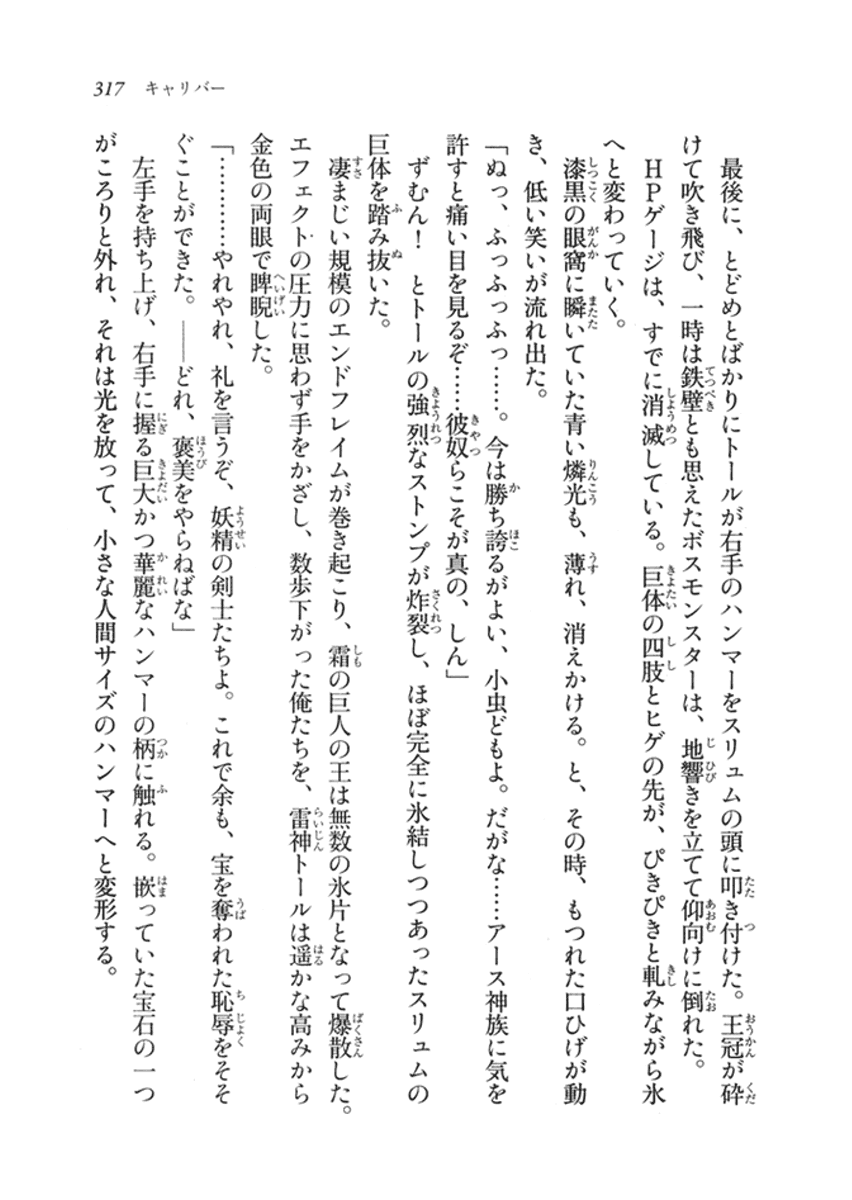 317 キャリバー
最後に、とどめとばかりにトールが右手のハンマーをスリュムの頭に叩き付けた。王冠が砕
けて吹き飛び、一時は鉄壁とも思えたボスモンスターは、地響きを立てて仰向けに倒れた。
HPゲージは、すでに消滅している。巨体の四肢とヒゲの先が、ぴきぴきと軋みながら氷
へと変わっていく。
漆黒の眼窩に瞬いていた青い燐光も、薄れ、消えかける。と、その時、もつれた口ひげが動
き、低い笑いが流れ出た。
「ぬっ、ふっふっふっ……。今は勝ち誇るがよい、小虫どもよ。だがな……アース神族に気を
許すと痛い目を見るぞ……彼奴らこそが真の、しん」
ずむん！　とトールの強烈なストンプが炸裂し、ほぼ完全に氷結しつつあったスリュムの
巨体を踏み抜いた。
凄まじい規模のエンドフレイムが巻き起こり、霜の巨人の王は無数の氷片となって爆散した。
エフェクトの圧力に思わず手をかざし、数歩下がった俺たちを、雷神トールは遥かな高みから
金色の両眼で睥睨した。
「…………やれやれ、礼を言うぞ、妖精の剣士たちよ。これで余も、宝を奪われた恥辱をそそ
ぐことができた。――どれ、褒美をやらねばな」
左手を持ち上げ、右手に握る巨大かつ華麗なハンマーの柄に触れる。嵌っていた宝石の一つ
がころりと外れ、それは光を放って、小さな人間サイズのハンマーへと変形する。